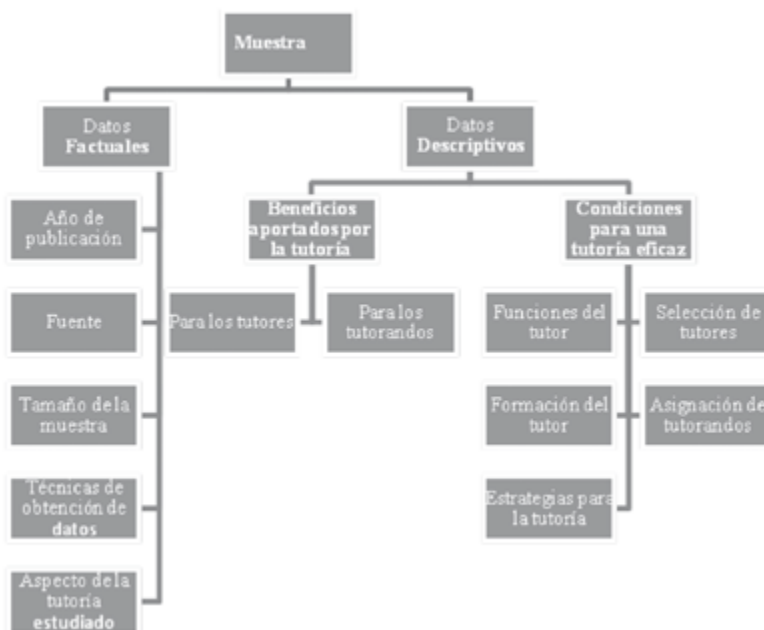 Muestra
Datos
Factuales
Datos
Descriptivos
Año de
publicación
Fuente
Tamaño de la
muestra
Técnicas de
obtención de
datos
Aspecto de la
tutoría
estudiado
Beneficios
aportados por
la tutoría
Para los tutores
Para los
tutorandos
Condiciones
para una
tutoría eficaz
Funciones del
tutor
Selección de
tutores
Formación del
tutor
Asignación de
tutorandos
Estrategias para
la tutoría